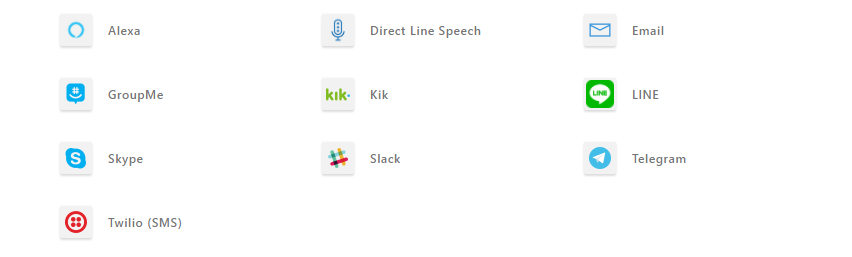 Alexa
Direct Line Speech
Email
GroupMe
kik.
Kik
LINE
LINE
Skype
Slack
Telegram
Twilio (SMS)